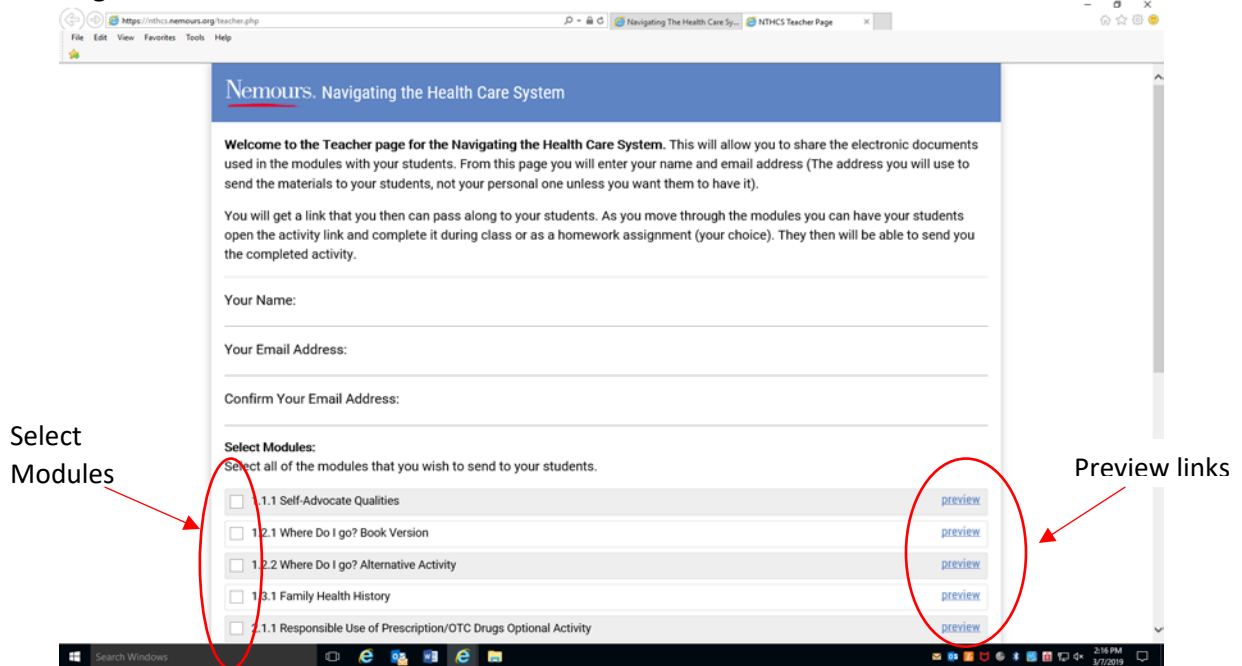 https://nthcs.nemours.org/teacher.php
Navigating The Health Care Sy...
NTHCS Teacher Page
File Edit View Favorites Tools Help
Nemours. Navigating the Health Care System
Welcome to the Teacher page for the Navigating the Health Care System. This will allow you to share the electronic documents
used in the modules with your students. From this page you will enter your name and email address (The address you will use to
send the materials to your students, not your personal one unless you want them to have it).
You will get a link that you then can pass along to your students. As you move through the modules you can have your students
open the activity link and complete it during class or as a homework assignment (your choice). They then will be able to send you
the completed activity.
Your Name:
Your Email Address:
Confirm Your Email Address:
Select
Modules
Select Modules:
Select all of the modules that you wish to send to your students.
Preview links
1.1.1 Self-Advocate Qualities preview
1.2.1 Where Do I go? Book Version preview
1.2.2 Where Do I go? Alternative Activity preview
1.3.1 Family Health History preview
2.1.1 Responsible Use of Prescription/OTC Drugs Optional Activity preview
Search Windows
2:16 PM
3/7/2019